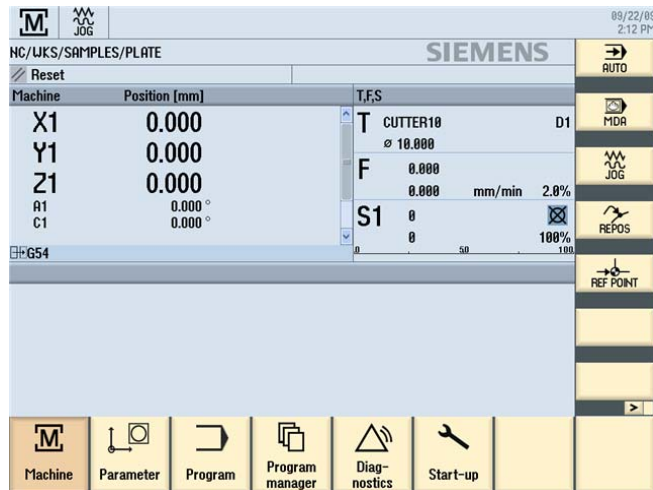 M JOG 09/22/09
2:12 PM
NC/WKS/SAMPLES/PLATE SIEMENS
Reset
Machine Position [mm] T,F,S
X1 0.000
Y1 0.000
Z1 0.000
A1 0.000 °
C1 0.000 °
G54
T CUTTER10 D1
ø 10.000
F 0.000
0.000 mm/min 2.0%
S1 0
0 100%
0 50 100
AUTO
MDA
JOG
REPOS
REF POINT
>
M
Machine
Parameter
Program
Program
manager
Diag-
nostics
Start-up